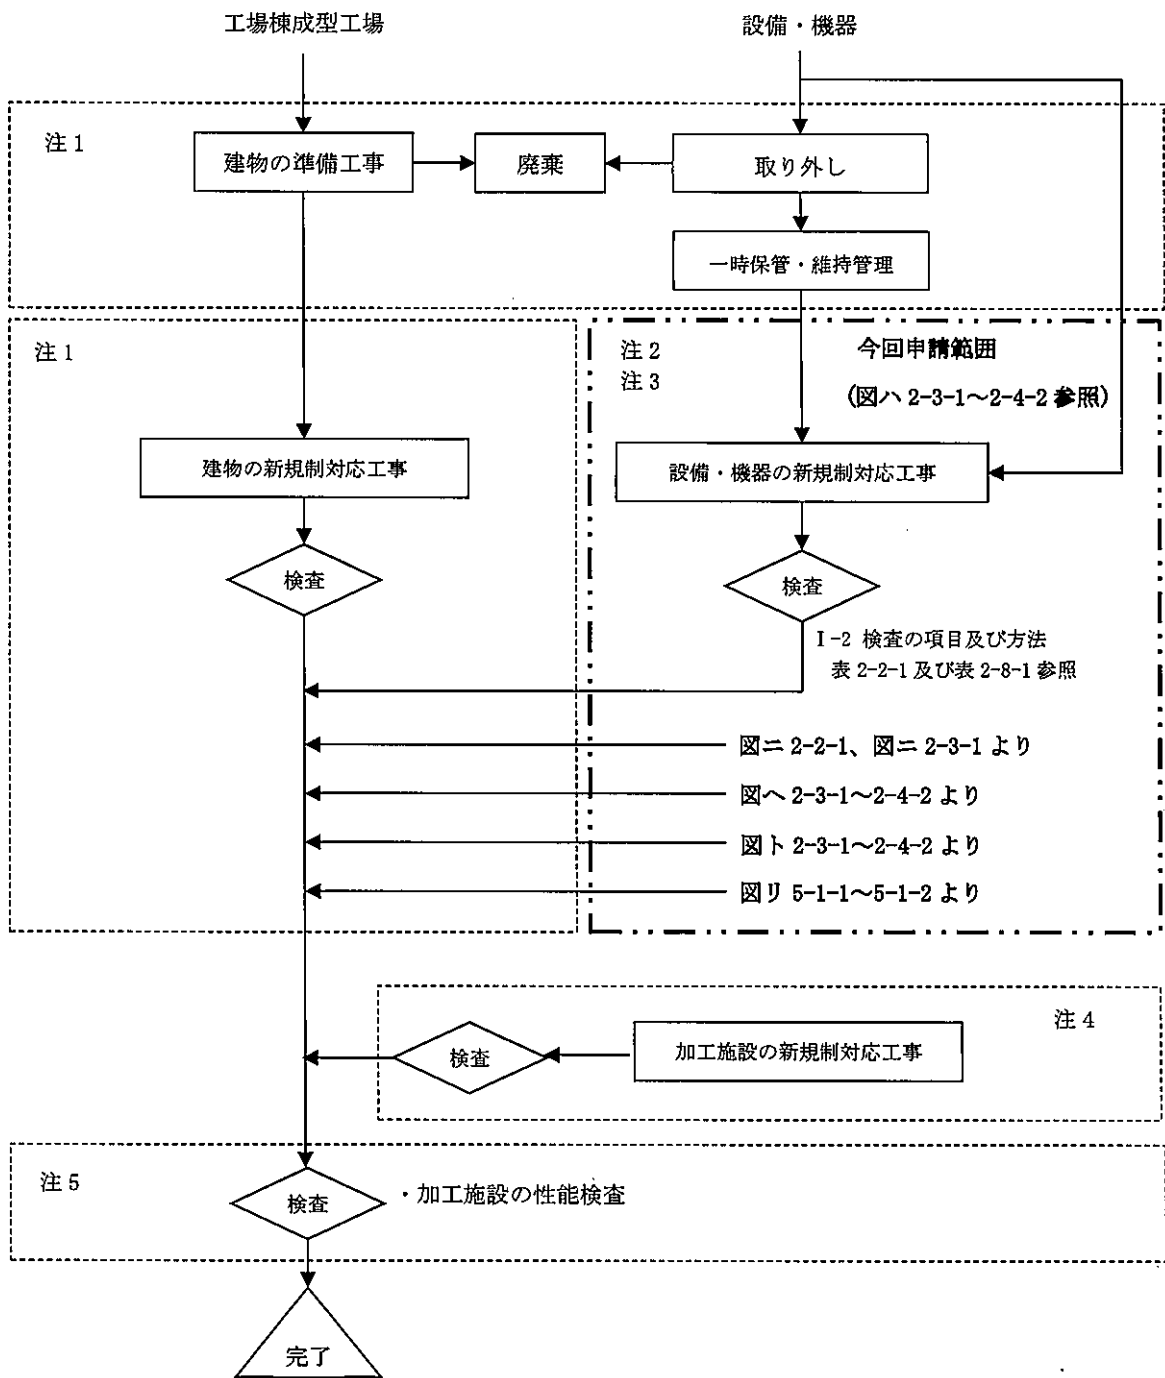 工場棟成型工場
設備・機器
注 1
建物の準備工事
廃棄
取り外し
一時保管・維持管理
注 1
注 2
注 3
今回申請範囲
(図ハ 2-3-1～2-4-2 参照)
建物の新規制対応工事
設備・機器の新規制対応工事
検査
検査
Ⅰ-2 検査の項目及び方法
表 2-2-1 及び表 2-8-1 参照
図ニ 2-2-1、図ニ 2-3-1 より
図ヘ 2-3-1～2-4-2 より
図ト 2-3-1～2-4-2 より
図リ 5-1-1～5-1-2 より
注 4
検査
加工施設の新規制対応工事
注 5
検査
・加工施設の性能検査
完了